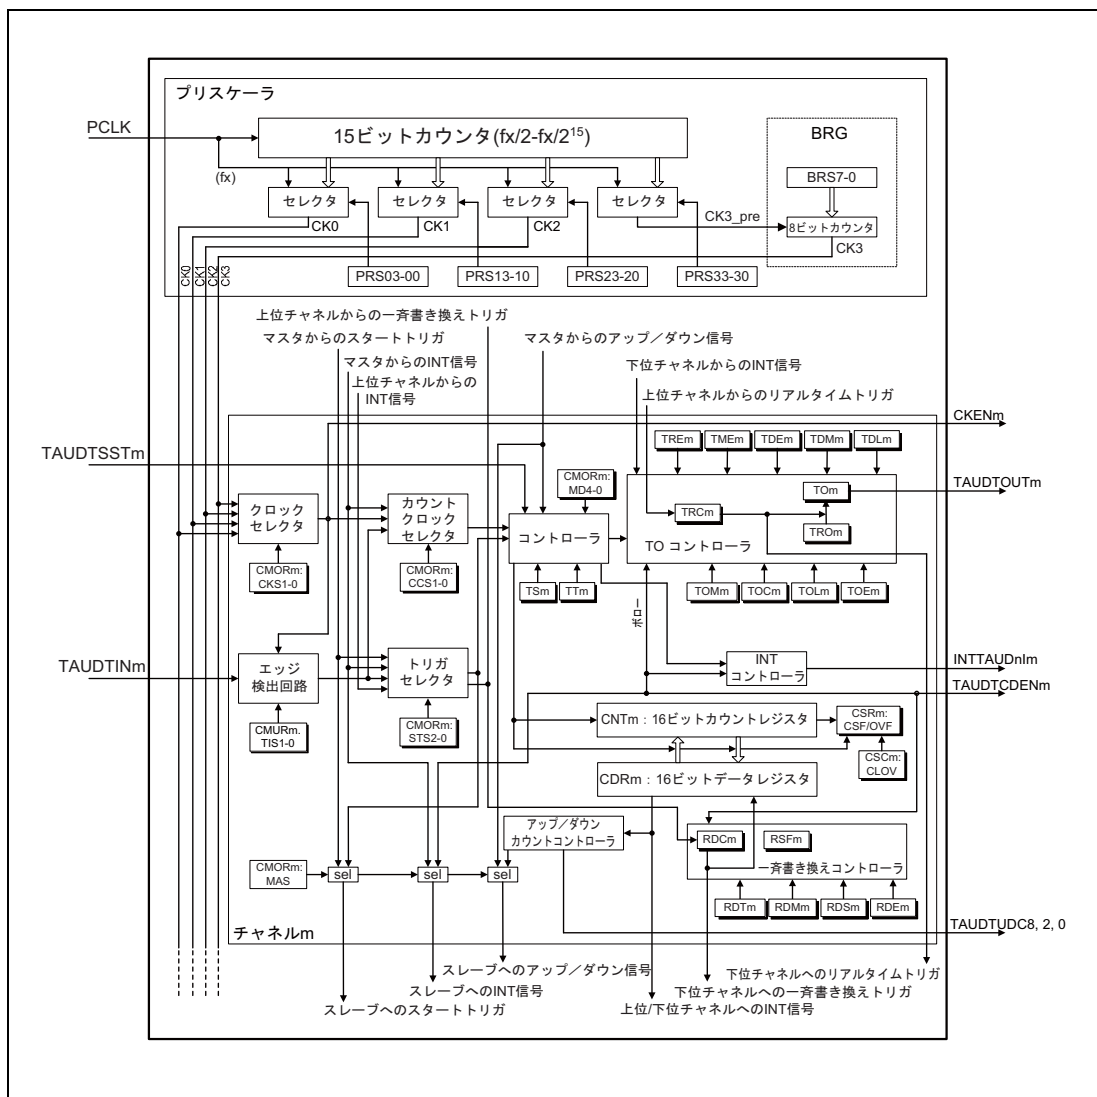 プリスケーラ
PCLK
15ビットカウンタ(fx/2-fx/2¹⁵)
BRG
BRS7-0
(fx)
セレクタ
セレクタ
セレクタ
セレクタ
CK3_pre
8ビットカウンタ
CK0
CK1
CK2
CK3
CK0
CK1
CK2
CK3
PRS03-00
PRS13-10
PRS23-20
PRS33-30
上位チャネルからの一斉書き換えトリガ
マスタからのスタートトリガ
マスタからのINT信号
上位チャネルからの
INT信号
マスタからのアップ／ダウン信号
下位チャネルからのINT信号
上位チャネルからのリアルタイムトリガ
CKENm
TAUDTSSTm
TREm
TMEm
TDEm
TDMm
TDLm
CMORm:
MD4-0
クロック
セレクタ
カウント
クロック
セレクタ
コントローラ
TRCm
TOm
TROm
TO コントローラ
TAUDTOUTm
CMORm:
CKS1-0
CMORm:
CCS1-0
TSm
TTm
TOMm
TOCm
TOLm
TOEm
ボロー
TAUDTINm
エッジ
検出回路
トリガ
セレクタ
INT
コントローラ
INTTAUDnIm
TAUDTCDENm
CMURm.
TIS1-0
CMORm:
STS2-0
CNTm：16ビットカウントレジスタ
CSRm:
CSF/OVF
CSCm:
CLOV
CDRm：16ビットデータレジスタ
アップ／ダウン
カウントコントローラ
RDCm
RSFm
一斉書き換えコントローラ
CMORm:
MAS
sel
sel
sel
RDTm
RDMm
RDSm
RDEm
チャネルm
TAUDTUDC8, 2, 0
スレーブへのアップ／ダウン信号
スレーブへのINT信号
スレーブへのスタートトリガ
下位チャネルへのリアルタイムトリガ
下位チャネルへの一斉書き換えトリガ
上位/下位チャネルへのINT信号